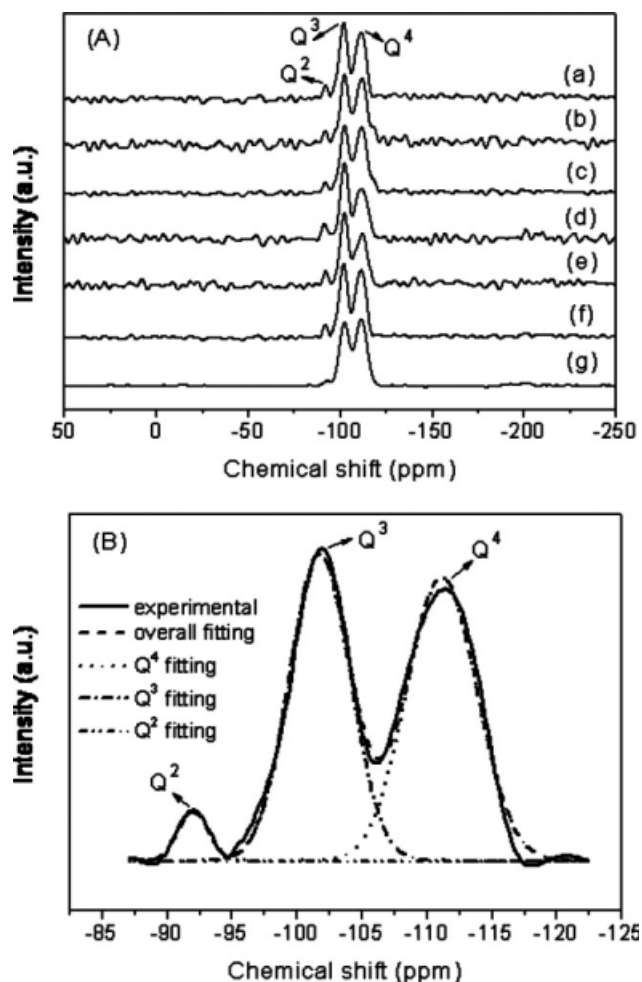 (A)
Q³
Q⁴
Q²
(a)
(b)
(c)
(d)
(e)
(f)
(g)
Intensity (a.u.)
50 0 -50 -100 -150 -200 -250
Chemical shift (ppm)
(B)
Q³
Q⁴
experimental
overall fitting
Q⁴ fitting
Q³ fitting
Q² fitting
Q²
Intensity (a.u.)
-85 -90 -95 -100 -105 -110 -115 -120 -125
Chemical shift (ppm)